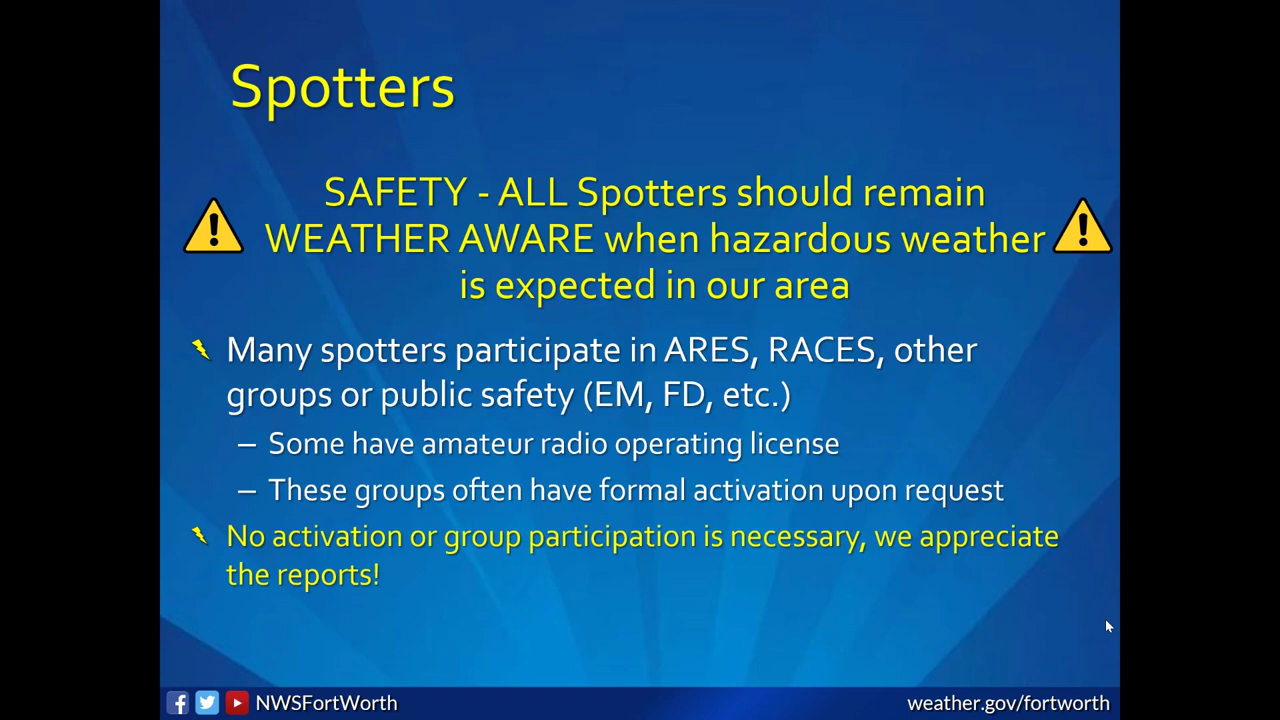 Spotters
SAFETY - ALL Spotters should remain
WEATHER AWARE when hazardous weather
is expected in our area
Many spotters participate in ARES, RACES, other
groups or public safety (EM, FD, etc.)
– Some have amateur radio operating license
– These groups often have formal activation upon request
No activation or group participation is necessary, we appreciate
the reports!
NWSFortWorth
weather.gov/fortworth